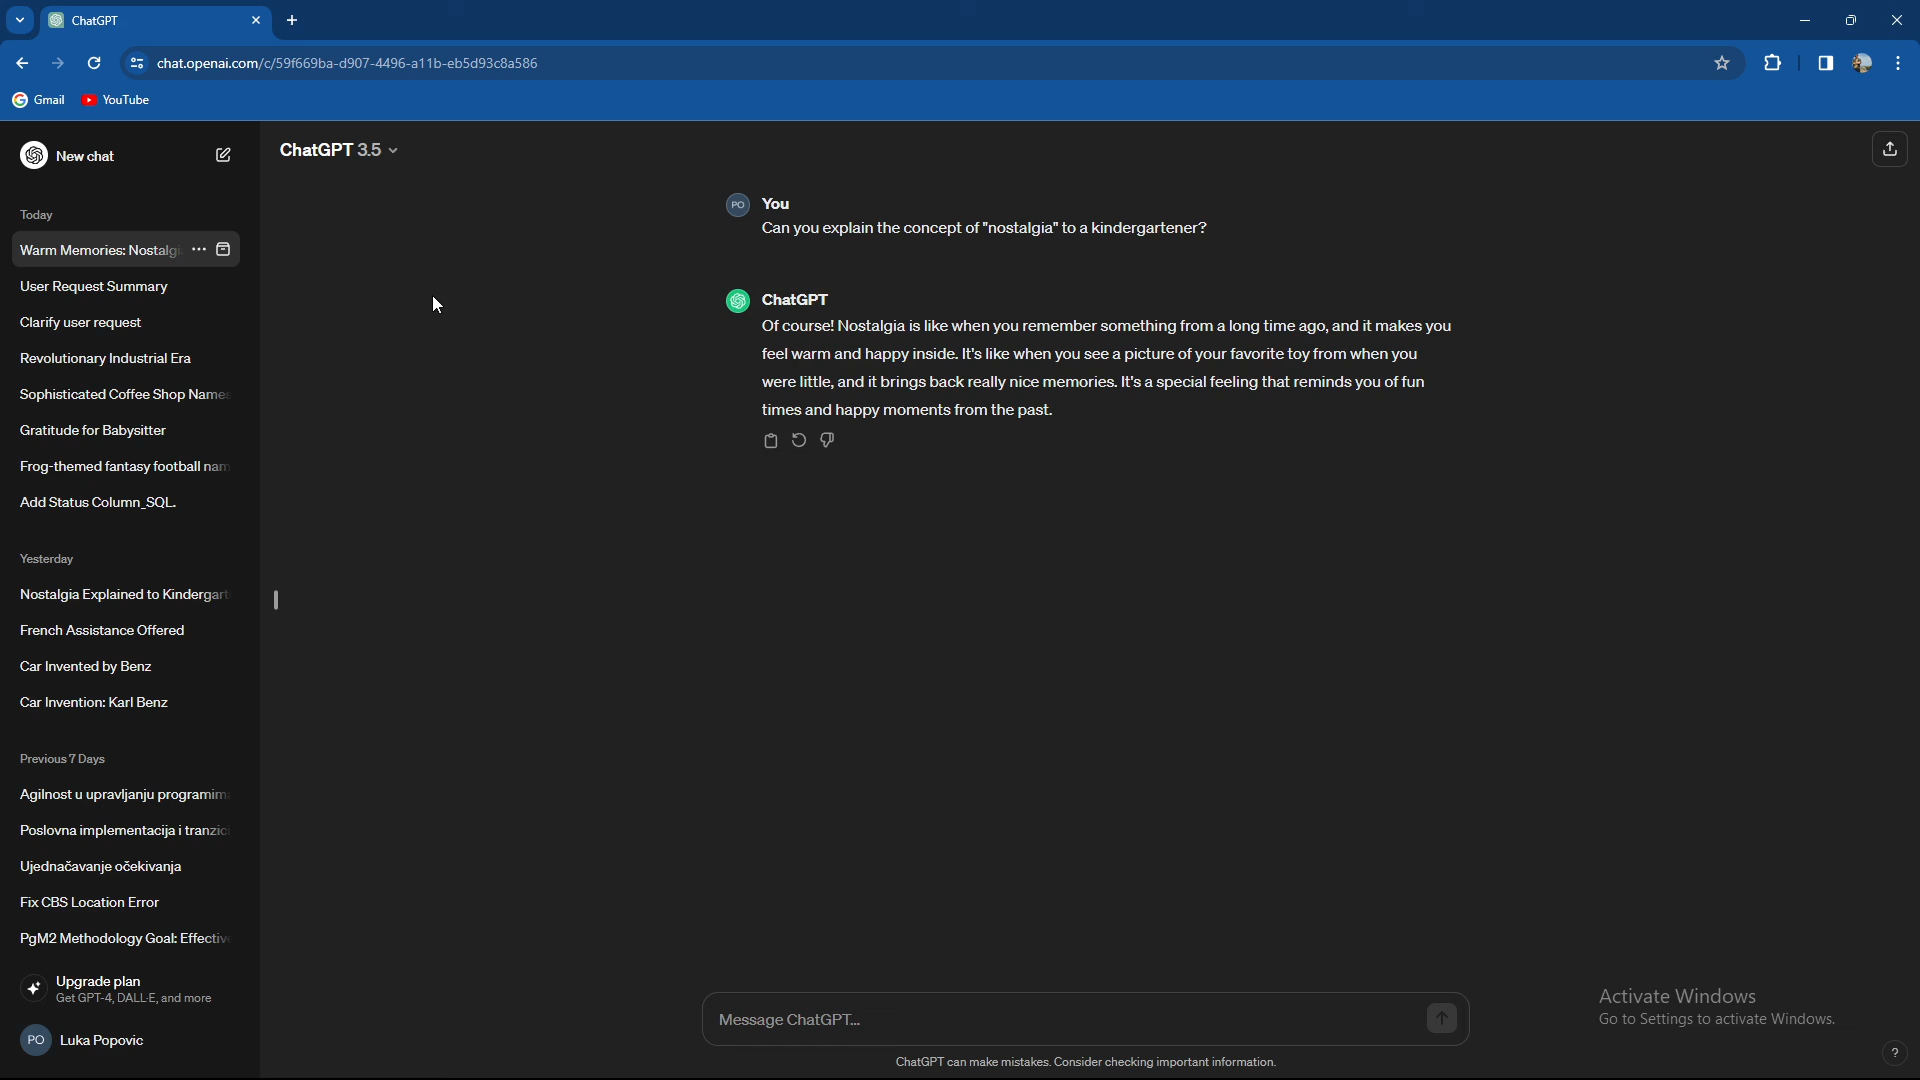 ChatGPT
chat.openai.com/c/59f669ba-d907-4496-a11b-eb5d93c8a586
Gmail
YouTube
New chat
ChatGPT 3.5
Today
Warm Memories: Nostalgi
User Request Summary
Clarify user request
Revolutionary Industrial Era
Sophisticated Coffee Shop Names
Gratitude for Babysitter
Frog-themed fantasy football nam
Add Status Column_SQL.
Yesterday
Nostalgia Explained to Kindergart
French Assistance Offered
Car Invented by Benz
Car Invention: Karl Benz
Previous 7 Days
Agilnost u upravljanju programima
Poslovna implementacija i tranzici
Ujednačavanje očekivanja
Fix CBS Location Error
PgM2 Methodology Goal: Effective
Upgrade plan
Get GPT-4, DALL·E, and more
PO
Luka Popovic
PO
You
Can you explain the concept of "nostalgia" to a kindergartener?
ChatGPT
Of course! Nostalgia is like when you remember something from a long time ago, and it makes you
feel warm and happy inside. It's like when you see a picture of your favorite toy from when you
were little, and it brings back really nice memories. It's a special feeling that reminds you of fun
times and happy moments from the past.
Message ChatGPT...
ChatGPT can make mistakes. Consider checking important information.
Activate Windows
Go to Settings to activate Windows.
?